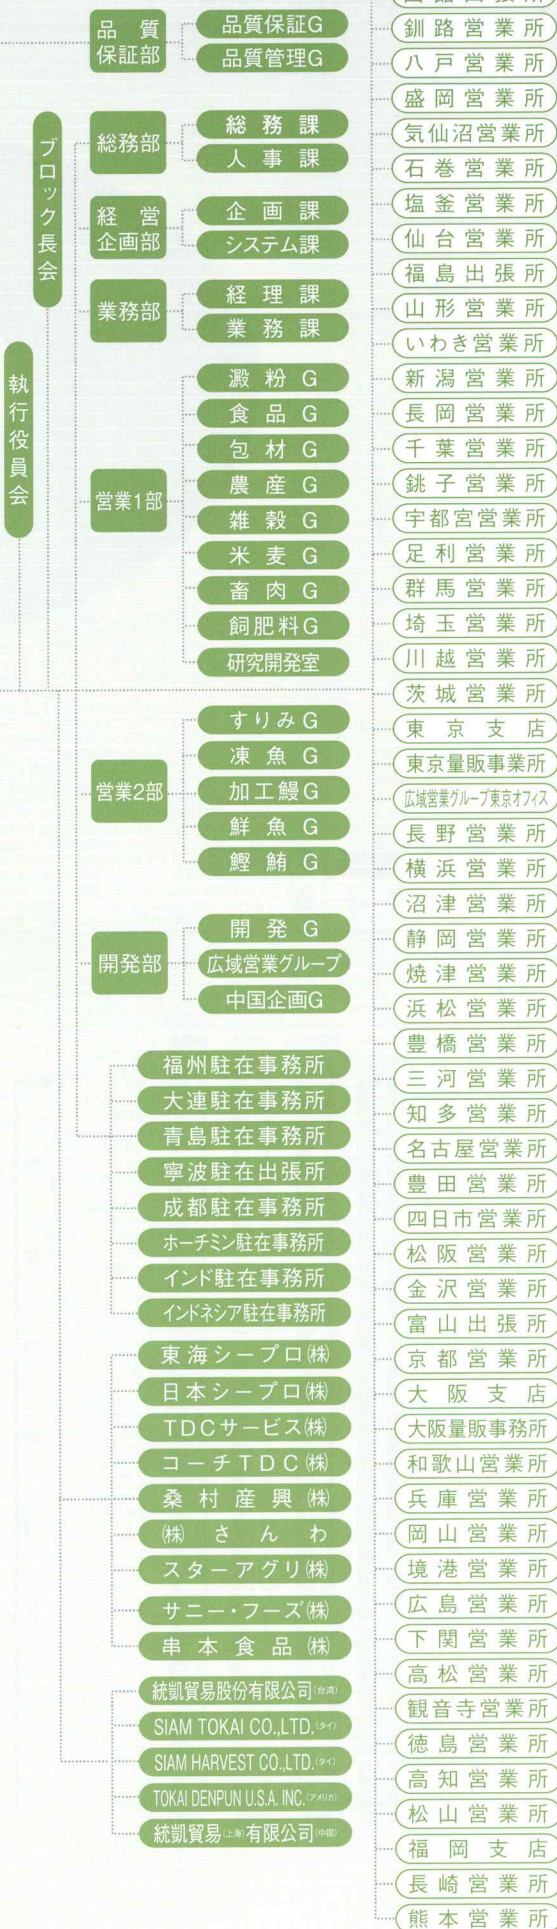 品質
保証部
品質保証G
品質管理G
ブロック長会
執行役員会
総務部
総務課
人事課
経営
企画部
企画課
システム課
業務部
経理課
業務課
営業1部
澱粉G
食品G
包材G
農産G
雑穀G
米麦G
畜肉G
飼肥料G
研究開発室
営業2部
すりみG
凍魚G
加工鰻G
鮮魚G
鰹鮪G
開発部
開発G
広域営業グループ
中国企画G
福州駐在事務所
大連駐在事務所
青島駐在事務所
寧波駐在出張所
成都駐在事務所
ホーチミン駐在事務所
インド駐在事務所
インドネシア駐在事務所
東海シープロ㈱
日本シープロ㈱
TDCサービス㈱
コーチTDC㈱
桑村産興㈱
㈱さんわ
スターアグリ㈱
サニー・フーズ㈱
串本食品㈱
統凱貿易股份有限公司(台湾)
SIAM TOKAI CO.,LTD.(タイ)
SIAM HARVEST CO.,LTD.(タイ)
TOKAI DENPUN U.S.A. INC.(アメリカ)
統凱貿易(上海)有限公司(中国)
釧路営業所
八戸営業所
盛岡営業所
気仙沼営業所
石巻営業所
塩釜営業所
仙台営業所
福島出張所
山形営業所
いわき営業所
新潟営業所
長岡営業所
千葉営業所
銚子営業所
宇都宮営業所
足利営業所
群馬営業所
埼玉営業所
川越営業所
茨城営業所
東京支店
東京量販事業所
広域営業グループ東京オフィス
長野営業所
横浜営業所
沼津営業所
静岡営業所
焼津営業所
浜松営業所
豊橋営業所
三河営業所
知多営業所
名古屋営業所
豊田営業所
四日市営業所
松阪営業所
金沢営業所
富山出張所
京都営業所
大阪支店
大阪量販事務所
和歌山営業所
兵庫営業所
岡山営業所
境港営業所
広島営業所
下関営業所
高松営業所
観音寺営業所
徳島営業所
高知営業所
松山営業所
福岡支店
長崎営業所
熊本営業所